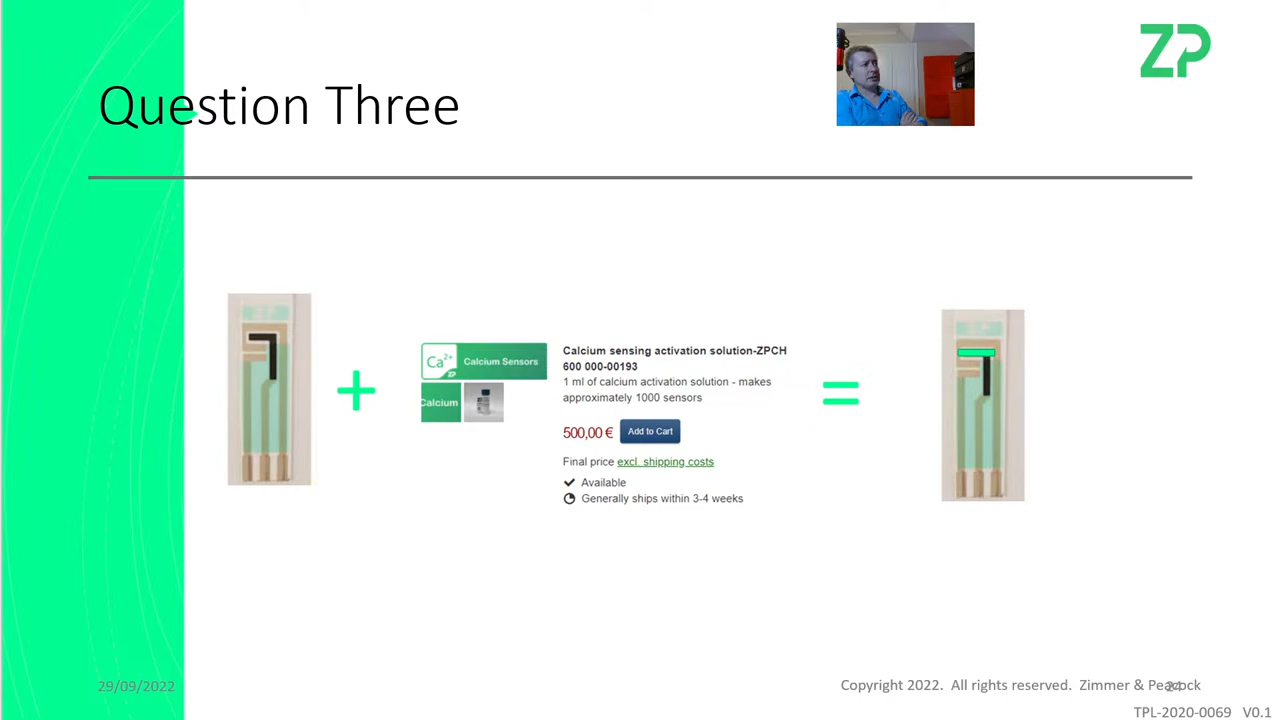 ZP
Question Three
+
Ca2+
ZP
Calcium Sensors
Calcium
Calcium sensing activation solution-ZPCH
600 000-00193
1 ml of calcium activation solution - makes
approximately 1000 sensors
500,00 €
Add to Cart
Final price excl. shipping costs
Available
Generally ships within 3-4 weeks
=
29/09/2022
Copyright 2022. All rights reserved. Zimmer & Peacock
24
TPL-2020-0069 V0.1